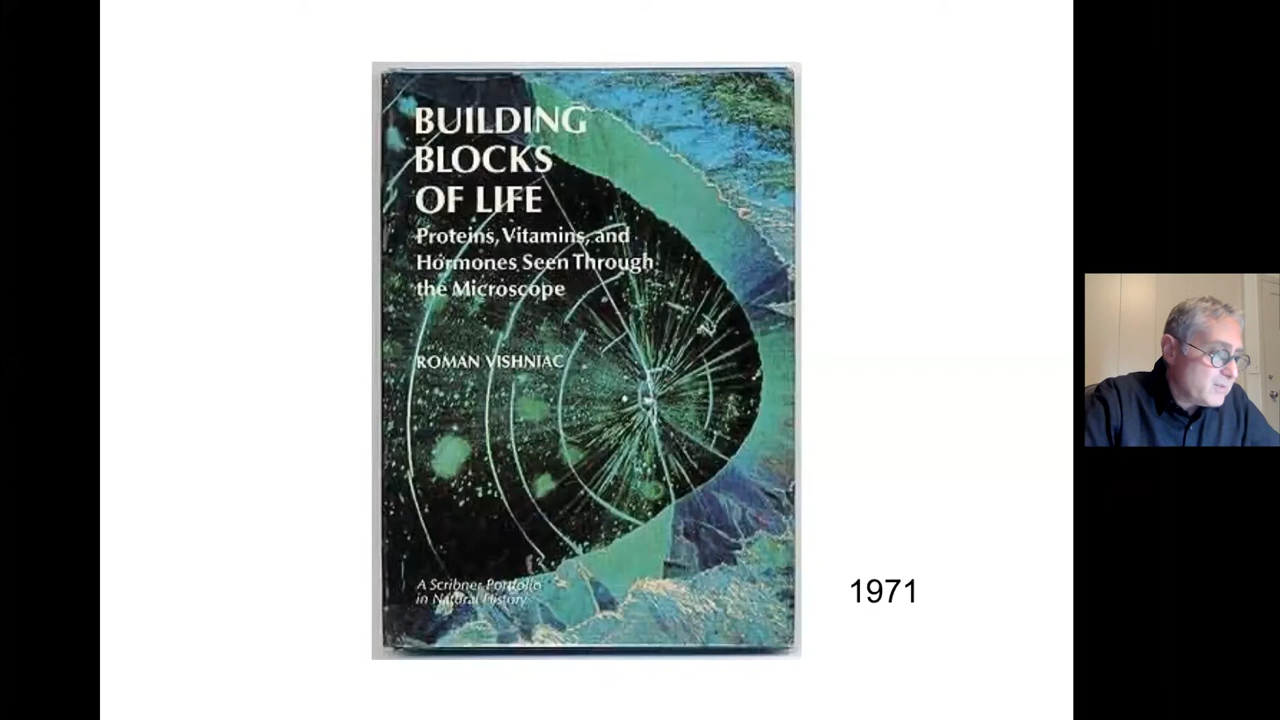 BUILDING
BLOCKS
OF LIFE
Proteins, Vitamins, and
Hormones Seen Through
the Microscope
ROMAN VISHNIAC
A Scribner Portfolio
in Natural History
1971